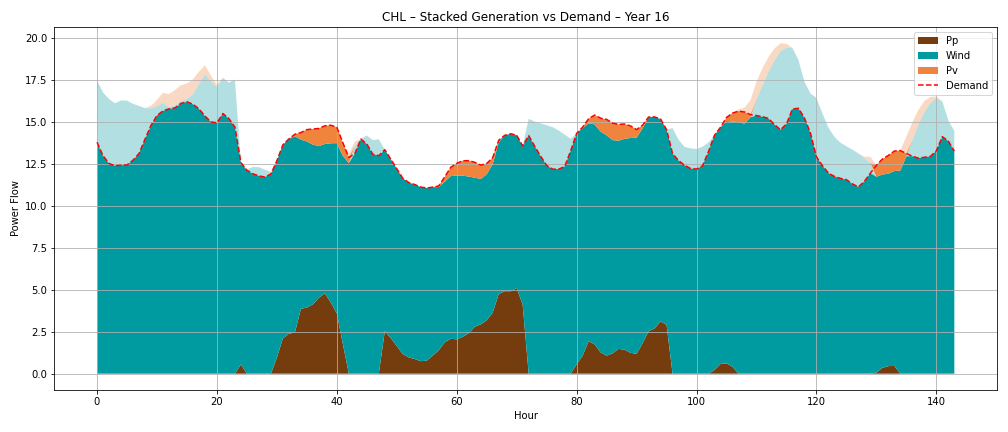 CHL – Stacked Generation vs Demand – Year 16
Power Flow
20.0
17.5
15.0
12.5
10.0
7.5
5.0
2.5
0.0
Pp
Wind
Pv
Demand
0 20 40 60 80 100 120 140
Hour